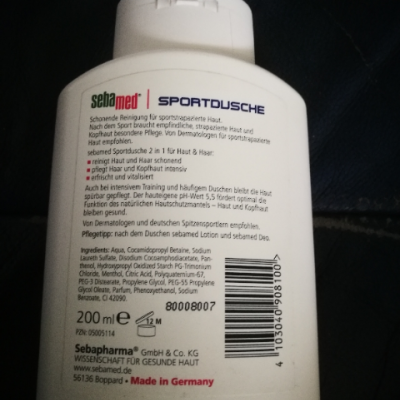 sebamed | SPORTDUSCHE
Schonende Reinigung für sportstrapazierte Haut.
Nach dem Sport braucht empfindliche, strapazierte Haut und
Kopfhaut besondere Pflege. Von Dermatologen für sportstrapazierte
Haut empfohlen.
sebamed Sportdusche 2 in 1 für Haut & Haar:
reinigt Haut und Haar schonend
pflegt Haar und Kopfhaut intensiv
erfrischt und vitalisiert
Auch bei intensivem Training und häufigem Duschen bleibt die Haut
spürbar gepflegt. Der hauteigene pH-Wert 5,5 fördert optimal die
Funktion des natürlichen Hautschutzmantels - Haut und Kopfhaut
bleiben gesund.
Von Dermatologen und deutschen Spitzensportlern empfohlen.
Pflegetipp: nach dem Duschen sebamed Lotion und sebamed Deo.
Ingredients: Aqua, Cocamidopropyl Betaine, Sodium
Laureth Sulfate, Disodium Cocoamphodiacetate, Pan-
thenol, Hydroxypropyl Oxidized Starch PG-Trimonium
Chloride, Menthol, Citric Acid, Polyquaternium-67,
PEG-3 Distearate, Propylene Glycol, PEG-55 Propylene
Glycol Oleate, Parfum, Phenoxyethanol, Sodium
Benzoate, CI 42090.
80008007
200 ml e 12 M
PZN: 05005114
Sebapharma® GmbH & Co. KG
WISSENSCHAFT FÜR GESUNDE HAUT
www.sebamed.de
56136 Boppard • Made in Germany
4103040908100